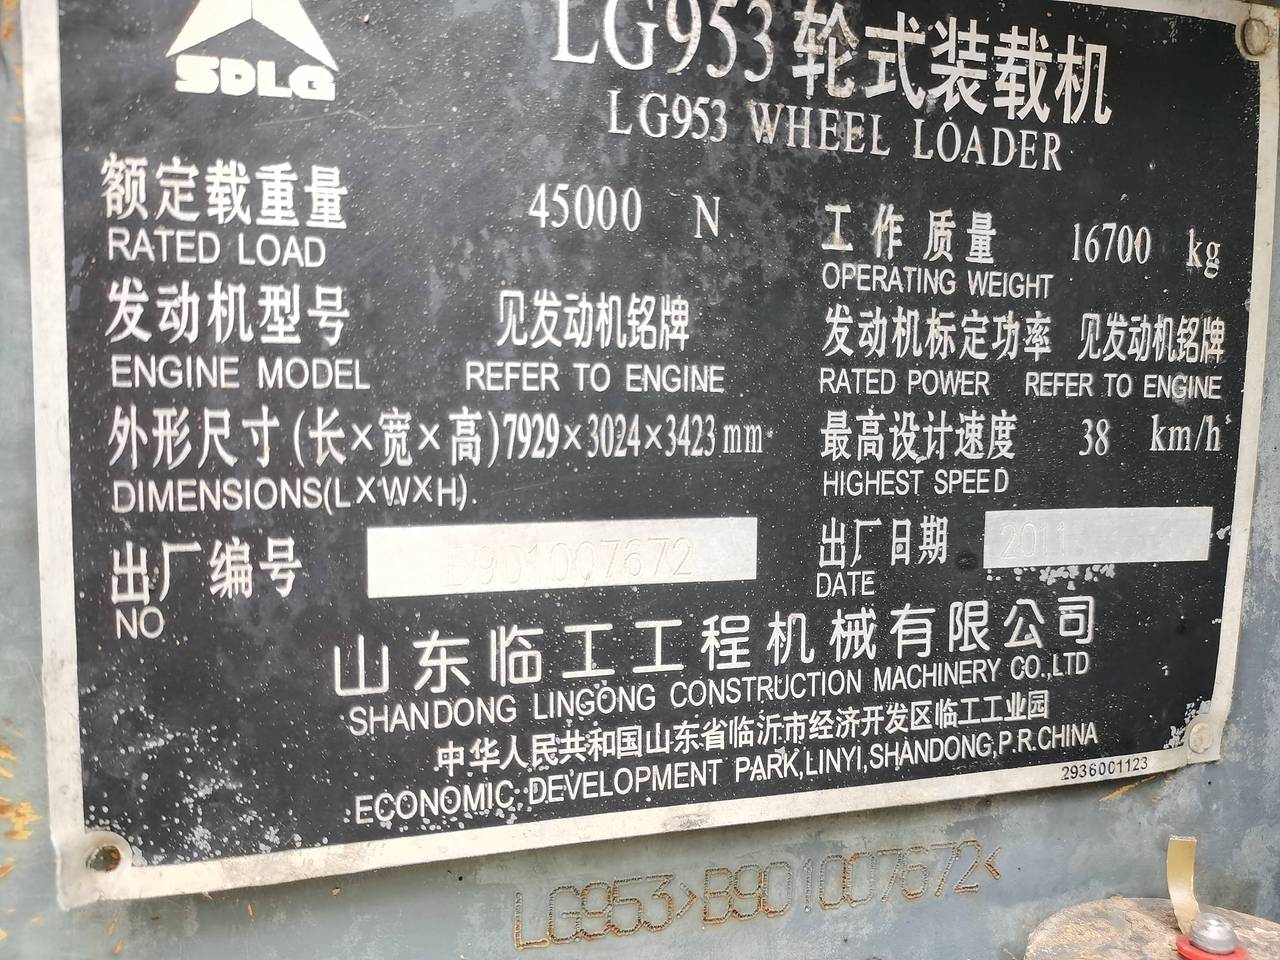 SDLG
LG953轮式装载机
LG953 WHEEL LOADER
额定载重量 45000 N
RATED LOAD
工作质量 16700 kg
OPERATING WEIGHT
发动机型号 见发动机铭牌
ENGINE MODEL REFER TO ENGINE
发动机标定功率 见发动机铭牌
RATED POWER REFER TO ENGINE
外形尺寸(长×宽×高)7929×3024×3423mm
DIMENSIONS(L×W×H).
最高设计速度 38 km/h
HIGHEST SPEED
出厂编号 B901007672
NO
出厂日期 2011
DATE
山东临工工程机械有限公司
SHANDONG LINGONG CONSTRUCTION MACHINERY CO.,LTD
中华人民共和国山东省临沂市经济开发区临工工业园
ECONOMIC DEVELOPMENT PARK,LINYI,SHANDONG,P.R.CHINA
2936001123
LG953>B901007672<